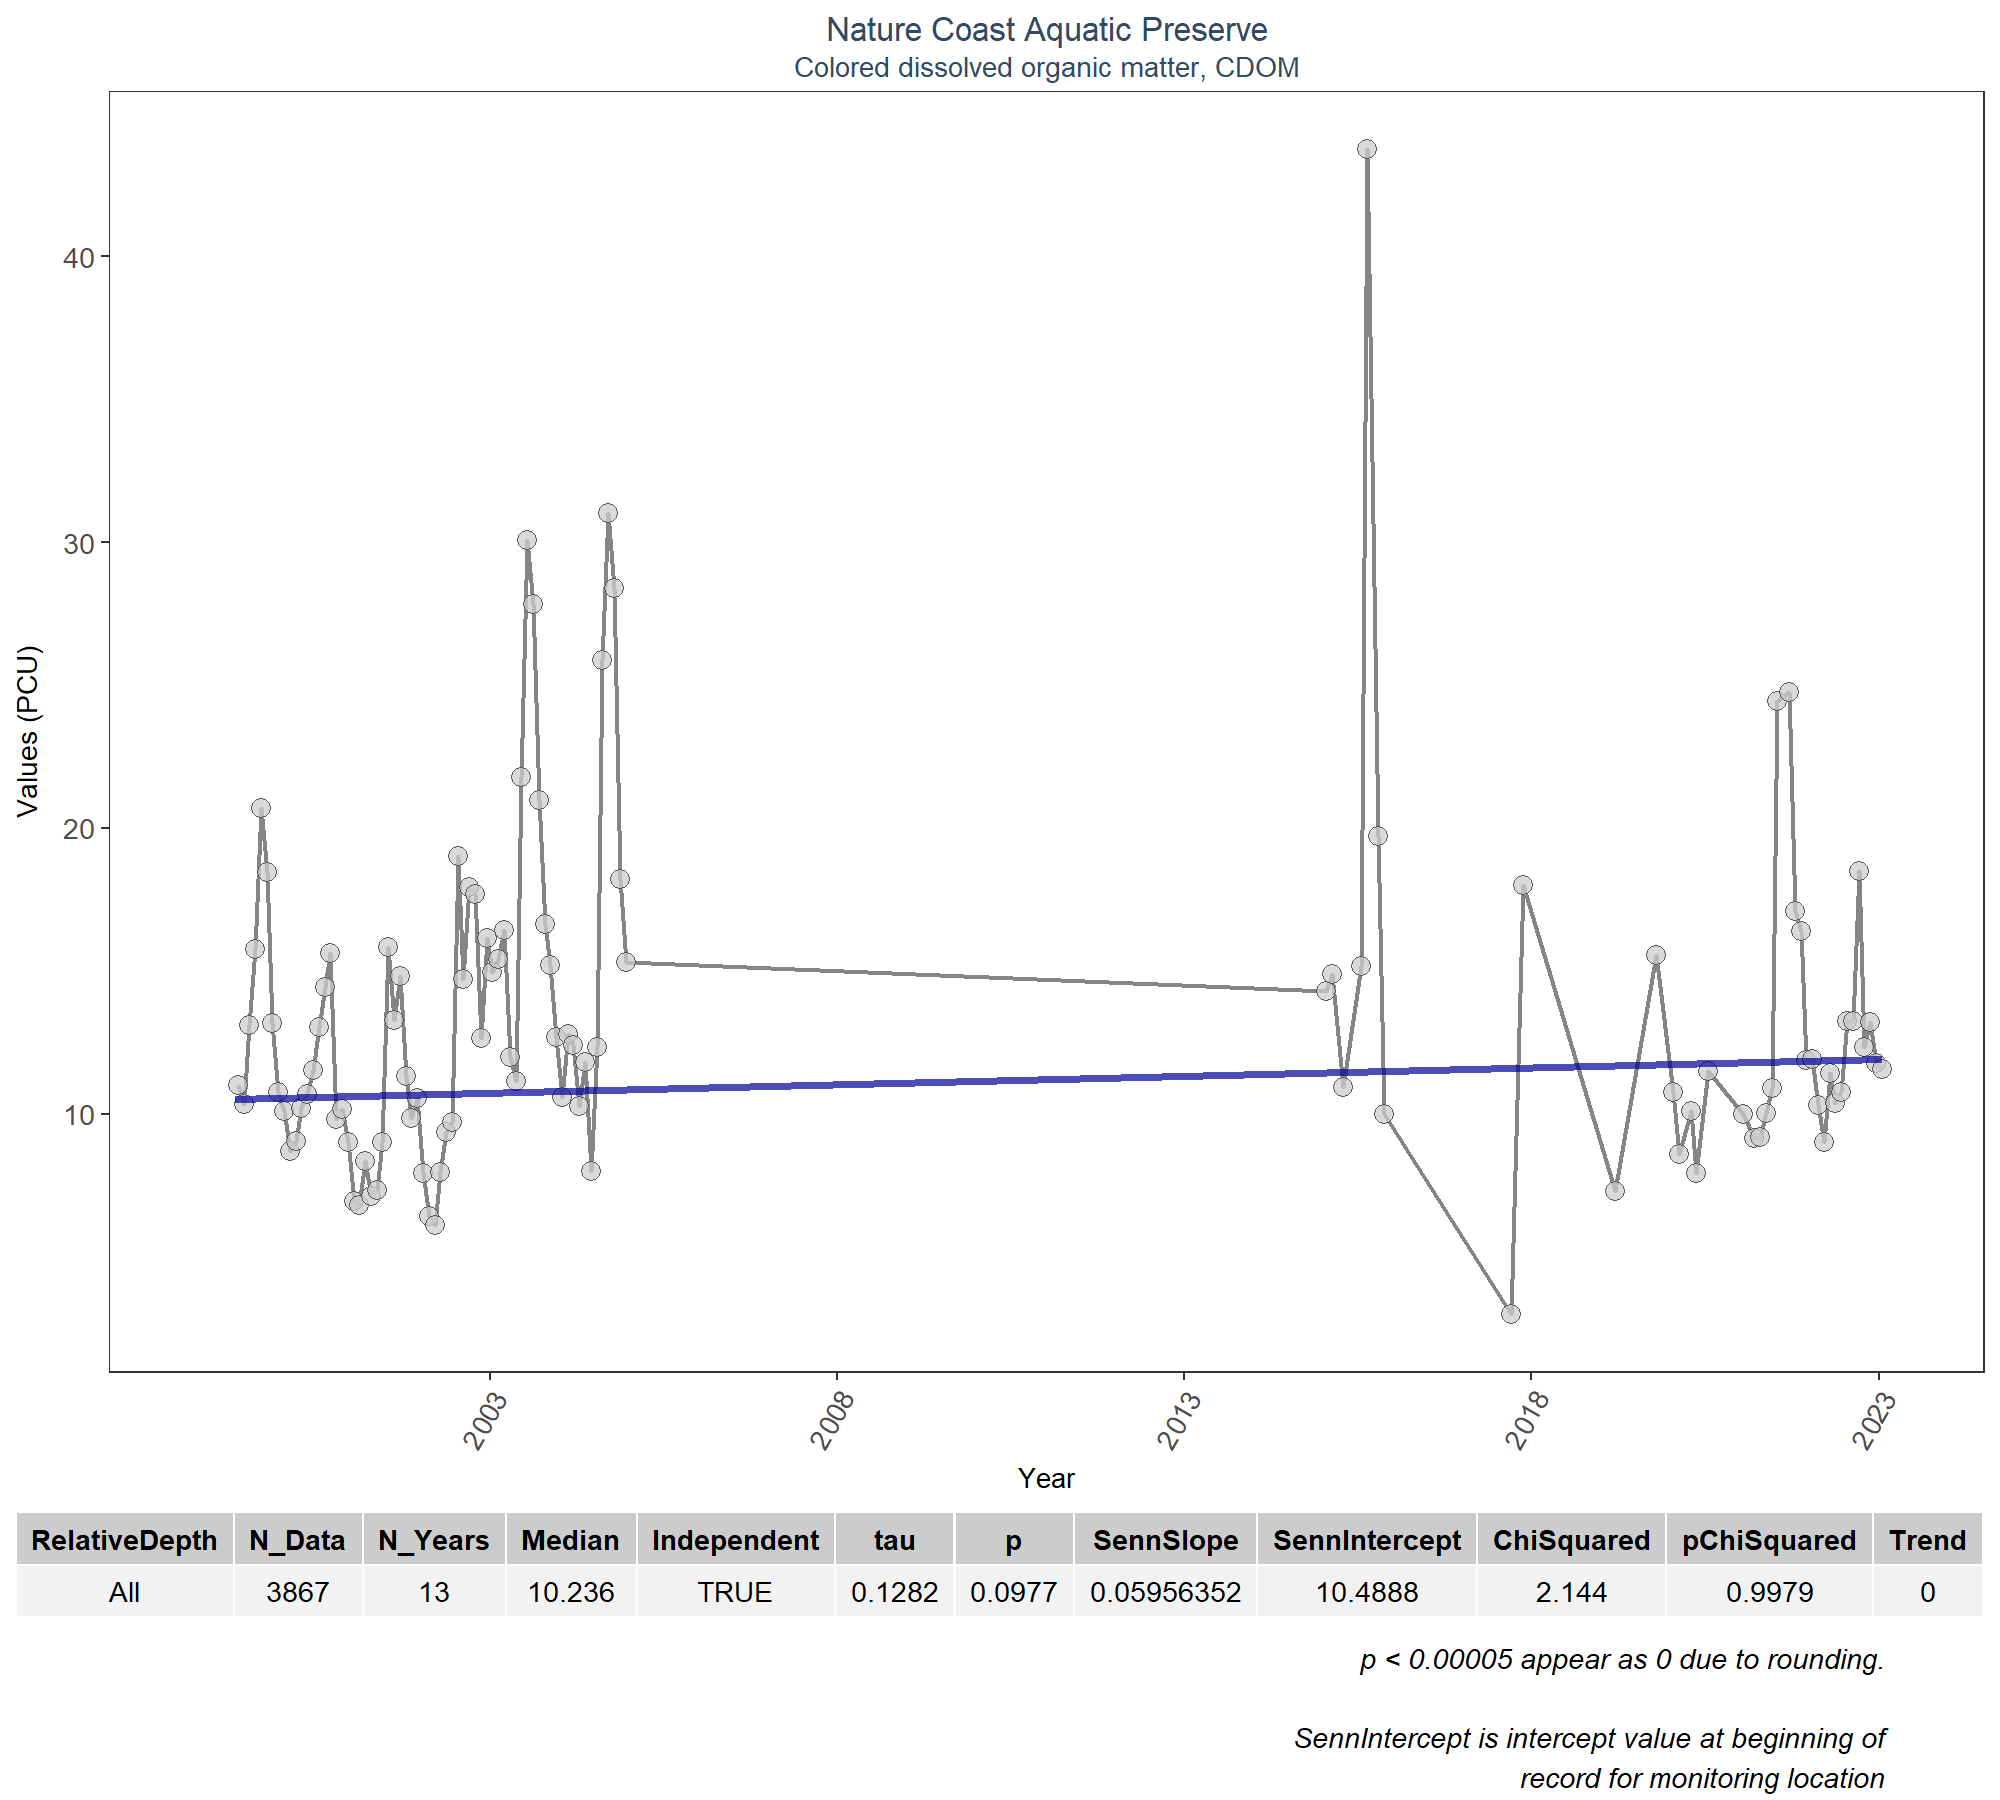 Nature Coast Aquatic Preserve
Colored dissolved organic matter, CDOM
Values (PCU)
40
30
20
10
2003
2008
2013
2018
2023
Year
RelativeDepth N_Data N_Years Median Independent tau p SennSlope SennIntercept ChiSquared pChiSquared Trend
All 3867 13 10.236 TRUE 0.1282 0.0977 0.05956352 10.4888 2.144 0.9979 0
p < 0.00005 appear as 0 due to rounding.
SennIntercept is intercept value at beginning of
record for monitoring location